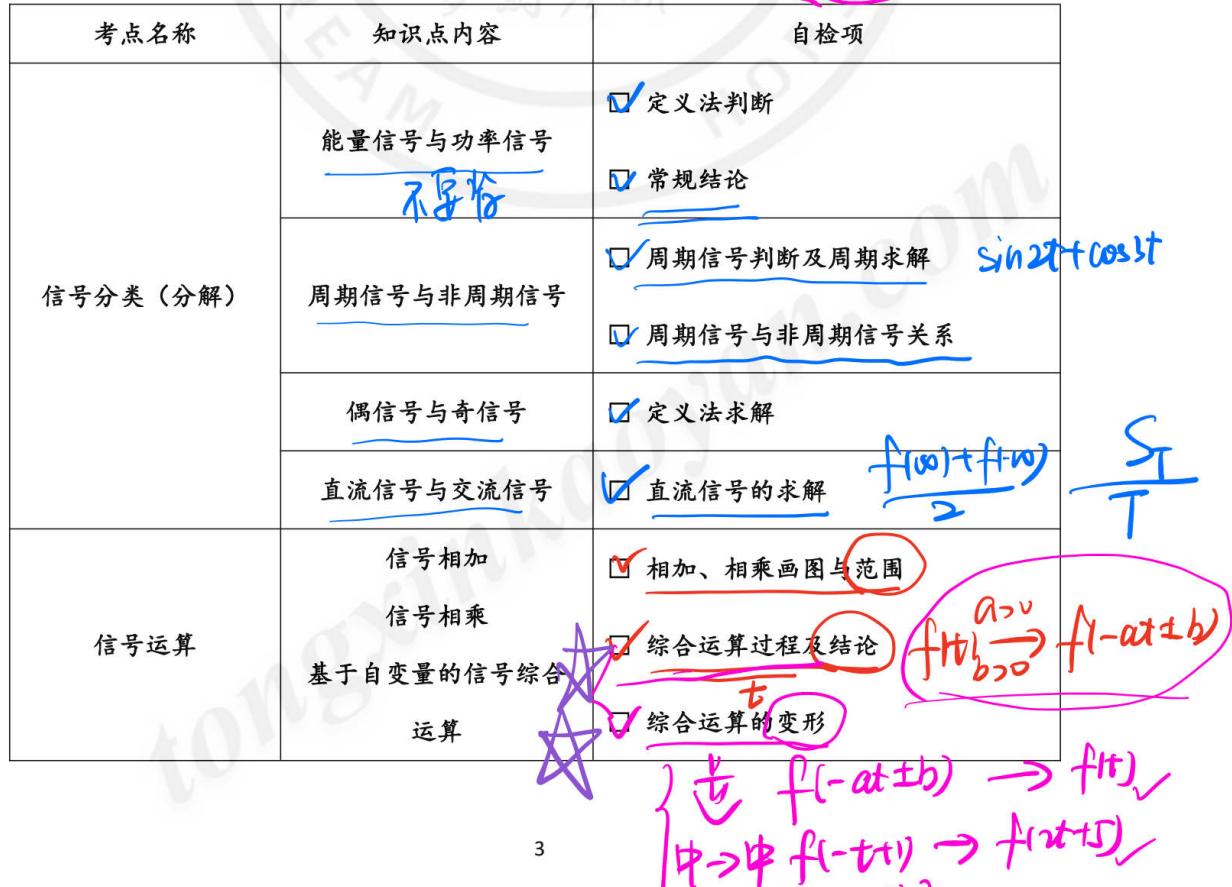 考点名称 知识点内容 自检项
信号分类（分解） 能量信号与功率信号 ☑ 定义法判断
☑ 常规结论
周期信号与非周期信号 ☑ 周期信号判断及周期求解 sin2t+cos3t
☑ 周期信号与非周期信号关系
偶信号与奇信号 ☑ 定义法求解
直流信号与交流信号 ☑ 直流信号的求解 f(∞)+f(-∞) / 2 S_T / T
信号运算 信号相加 ☑ 相加、相乘画图与范围
信号相乘
基于自变量的信号综合运算 ☑ 综合运算过程及结论 f(t) a>0 b>0 → f(-at±b)
t
☑ 综合运算的变形
f(-at±b) → f(t)
中→中 f(-t+1) → f(2t+5)
3
tongxinkaoyan.com
TEAM